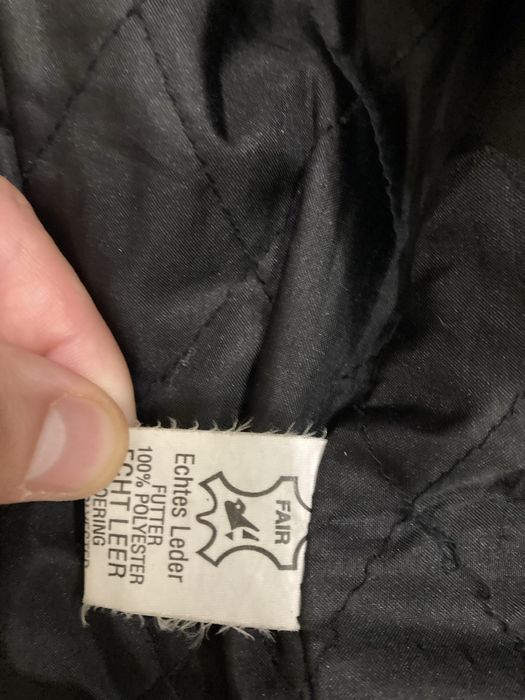 FAIR
Echtes Leder
FUTTER
100% POLYESTER
ECHT LEER